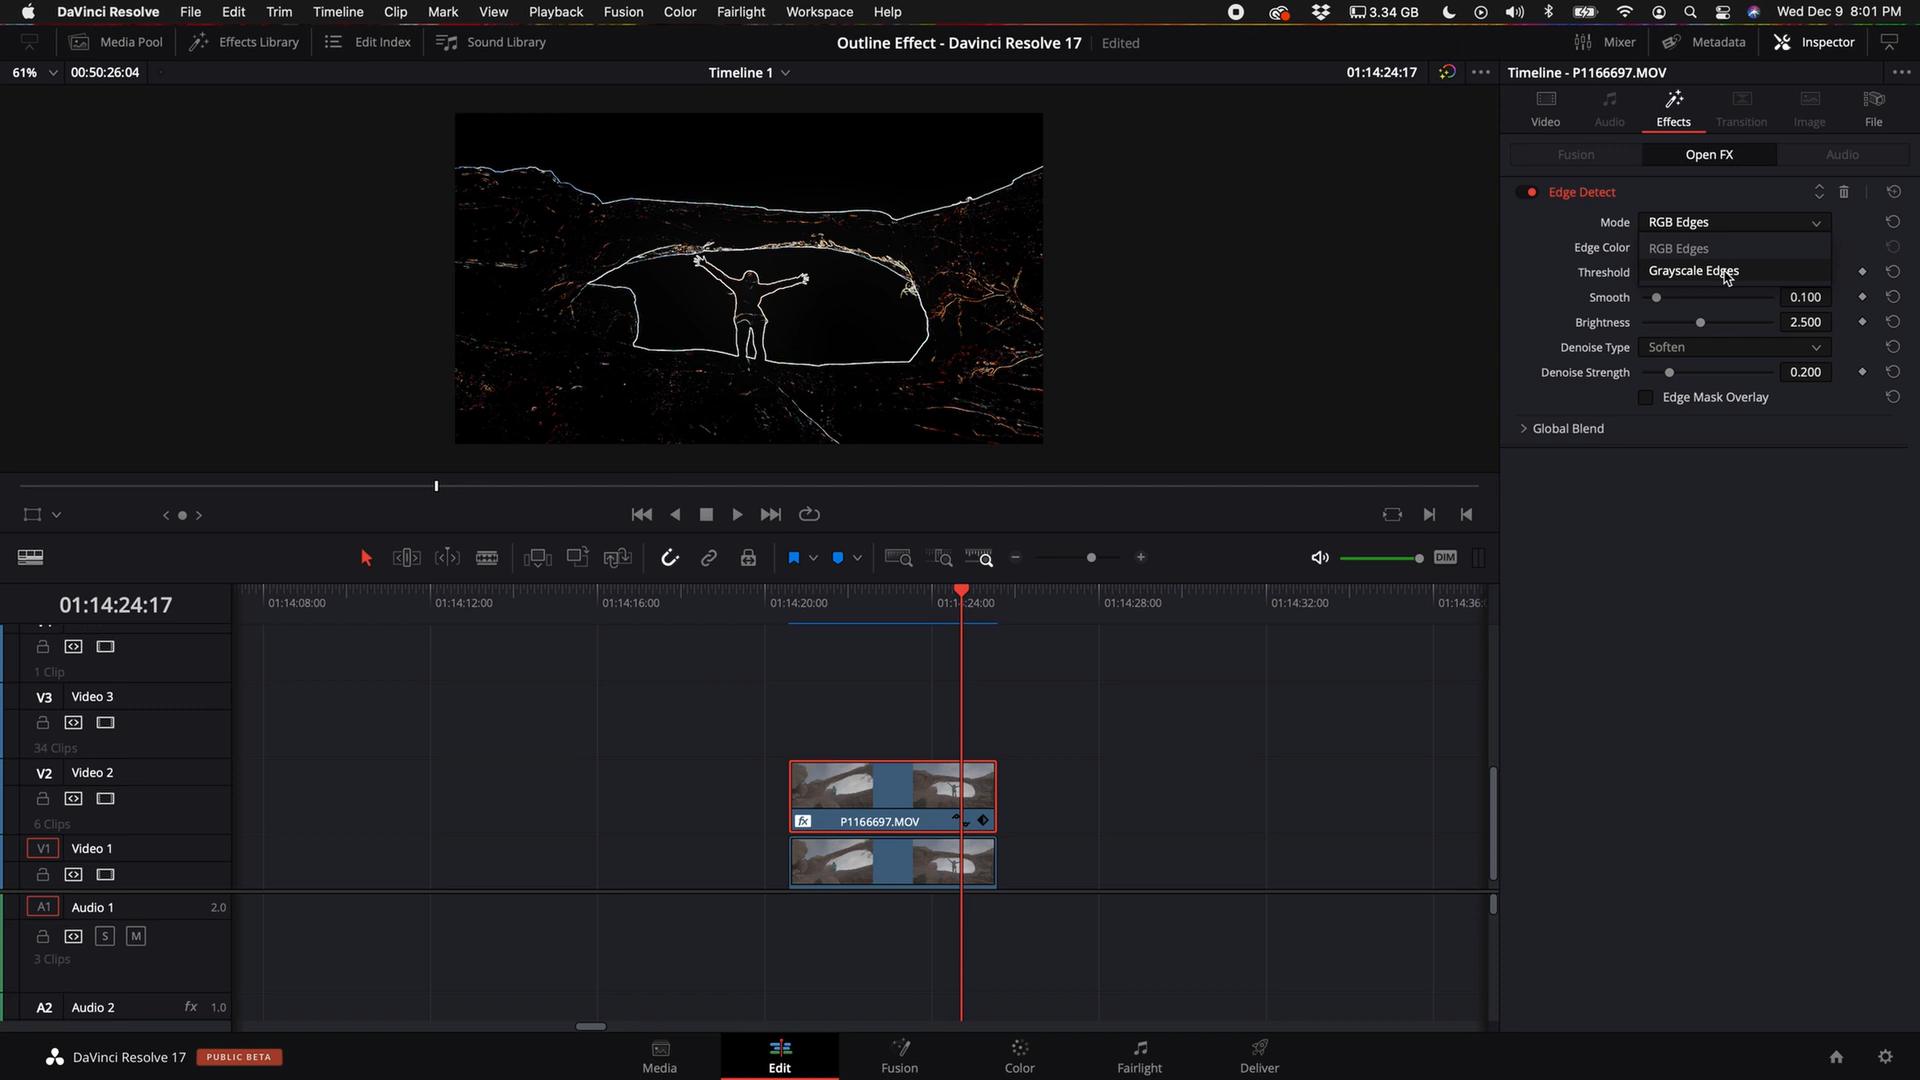 DaVinci Resolve File Edit Trim Timeline Clip Mark View Playback Fusion Color Fairlight Workspace Help 3.34 GB Wed Dec 9 8:01 PM
Media Pool Effects Library Edit Index Sound Library Outline Effect - Davinci Resolve 17 Edited Mixer Metadata Inspector
61% 00:50:26:04 Timeline 1 01:14:24:17 Timeline - P1166697.MOV
Video Audio Effects Transition Image File
Fusion Open FX Audio
Edge Detect
Mode RGB Edges
Edge Color RGB Edges
Threshold Grayscale Edges
Smooth 0.100
Brightness 2.500
Denoise Type Soften
Denoise Strength 0.200
Edge Mask Overlay
Global Blend
DIM
01:14:24:17 01:14:08:00 01:14:12:00 01:14:16:00 01:14:20:00 01:14:24:00 01:14:28:00 01:14:32:00
1 Clip
V3 Video 3
34 Clips
V2 Video 2
6 Clips
fx P1166697.MOV
V1 Video 1
A1 Audio 1 2.0
S M
3 Clips
A2 Audio 2 fx 1.0
DaVinci Resolve 17 PUBLIC BETA Media Edit Fusion Color Fairlight Deliver